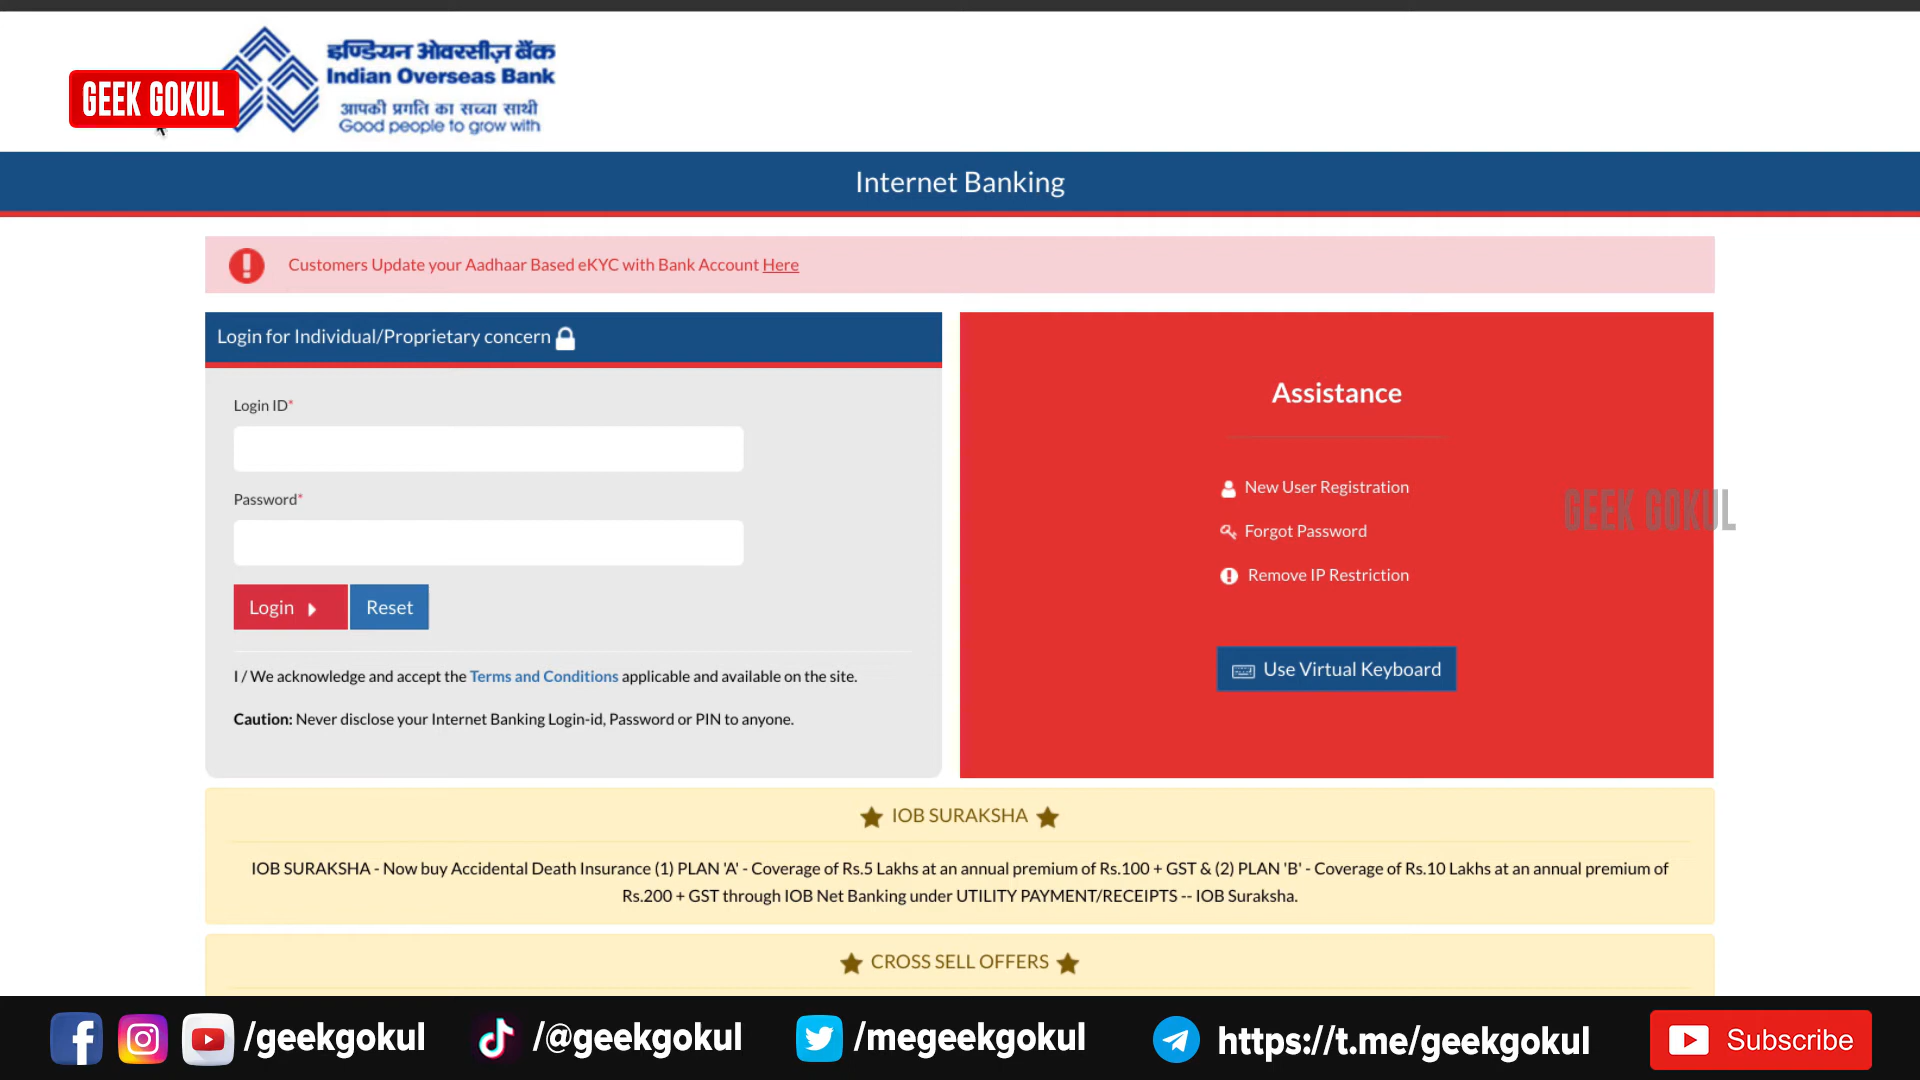 GEEK GOKUL
इण्डियन ओवरसीज़ बैंक
Indian Overseas Bank
आपकी प्रगति का सच्चा साथी
Good people to grow with
Internet Banking
Customers Update your Aadhaar Based eKYC with Bank Account Here
Login for Individual/Proprietary concern
Login ID*
Password*
Login
Reset
I / We acknowledge and accept the Terms and Conditions applicable and available on the site.
Caution: Never disclose your Internet Banking Login-id, Password or PIN to anyone.
Assistance
New User Registration
Forgot Password
Remove IP Restriction
Use Virtual Keyboard
GEEK GOKUL
IOB SURAKSHA
IOB SURAKSHA - Now buy Accidental Death Insurance (1) PLAN 'A' - Coverage of Rs.5 Lakhs at an annual premium of Rs.100 + GST & (2) PLAN 'B' - Coverage of Rs.10 Lakhs at an annual premium of
Rs.200 + GST through IOB Net Banking under UTILITY PAYMENT/RECEIPTS -- IOB Suraksha.
CROSS SELL OFFERS
/geekgokul
/@geekgokul
/megeekgokul
https://t.me/geekgokul
Subscribe